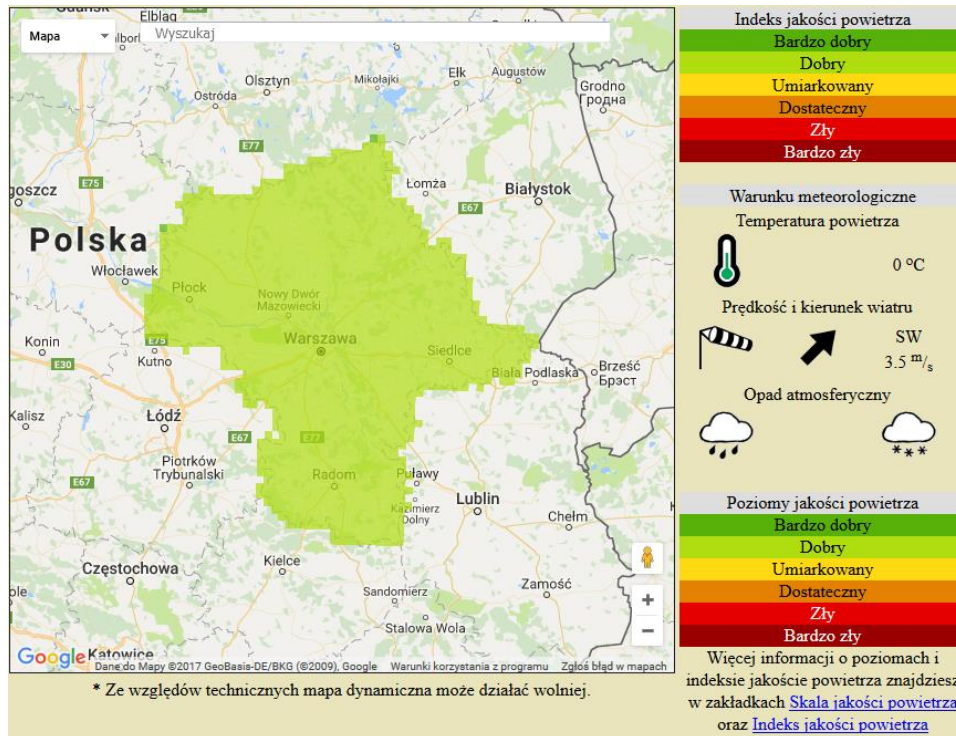 Elbląg
Mapa
Wyszukaj
Olsztyn
Ełk
Augustów
Mikołajki
Ostróda
Grodno
Гродна
E77
E75
Łomża
Białystok
E67
Polska
Włocławek
Płock
Nowy Dwór
Mazowiecki
Warszawa
Konin
E75
Siedlce
E30
Kutno
Biała Podlaska
Brześć
Брэст
Kalisz
Łódź
E67
E77
Piotrków
Trybunalski
Radom
Puławy
E67
Lublin
Kazimierz
Dolny
Chełm
Kielce
Częstochowa
Sandomierz
Zamość
Stalowa Wola
Google
Katowice
Dane do Mapy ©2017 GeoBasis-DE/BKG (©2009), Google Warunki korzystania z programu Zgłoś błąd w mapach
* Ze względów technicznych mapa dynamiczna może działać wolniej.
Indeks jakości powietrza
Bardzo dobry
Dobry
Umiarkowany
Dostateczny
Zły
Bardzo zły
Warunku meteorologiczne
Temperatura powietrza
0 °C
Prędkość i kierunek wiatru
SW
3.5 m/s
Opad atmosferyczny
Poziomy jakości powietrza
Bardzo dobry
Dobry
Umiarkowany
Dostateczny
Zły
Bardzo zły
Więcej informacji o poziomach i
indeksie jakoście powietrza znajdziesz
w zakładkach Skala jakości powietrza
oraz Indeks jakości powietrza